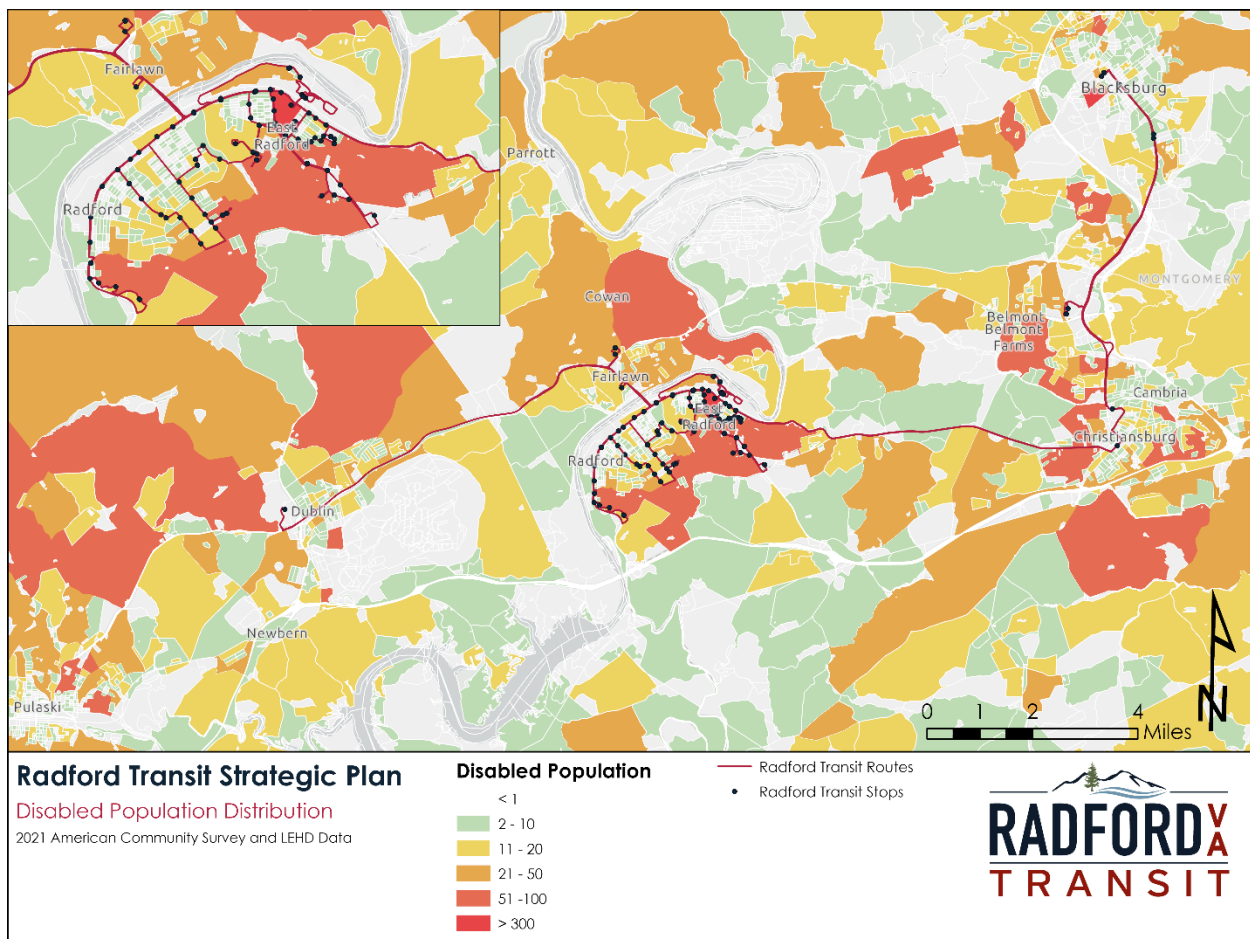 Fairlawn
East
Radford
Radford
Blacksburg
Parrott
MONTGOMERY
Cowan
Belmont
Belmont
Farms
Fairlawn
Cambria
East
Radford
Christiansburg
Radford
Dublin
Newbern
Pulaski
N
0 1 2 4
Miles
Radford Transit Strategic Plan
Disabled Population Distribution
2021 American Community Survey and LEHD Data
Disabled Population
< 1
2 - 10
11 - 20
21 - 50
51 -100
> 300
Radford Transit Routes
Radford Transit Stops
RADFORD VA
TRANSIT